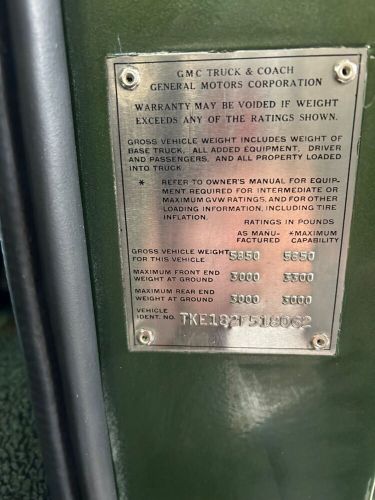 GMC TRUCK & COACH
GENERAL MOTORS CORPORATION
WARRANTY MAY BE VOIDED IF WEIGHT
EXCEEDS ANY OF THE RATINGS SHOWN.
GROSS VEHICLE WEIGHT INCLUDES WEIGHT OF
BASE TRUCK, ALL ADDED EQUIPMENT, DRIVER
AND PASSENGERS, AND ALL PROPERTY LOADED
INTO TRUCK.
* REFER TO OWNER'S MANUAL FOR EQUIP-
MENT REQUIRED FOR INTERMEDIATE OR
MAXIMUM GVW RATINGS, AND FOR OTHER
LOADING INFORMATION, INCLUDING TIRE
INFLATION.
RATINGS IN POUNDS
AS MANU- *MAXIMUM
FACTURED CAPABILITY
GROSS VEHICLE WEIGHT
FOR THIS VEHICLE 5650 5650
MAXIMUM FRONT END
WEIGHT AT GROUND 3000 3300
MAXIMUM REAR END
WEIGHT AT GROUND 3000 3000
VEHICLE
IDENT. NO. TKE182F518062